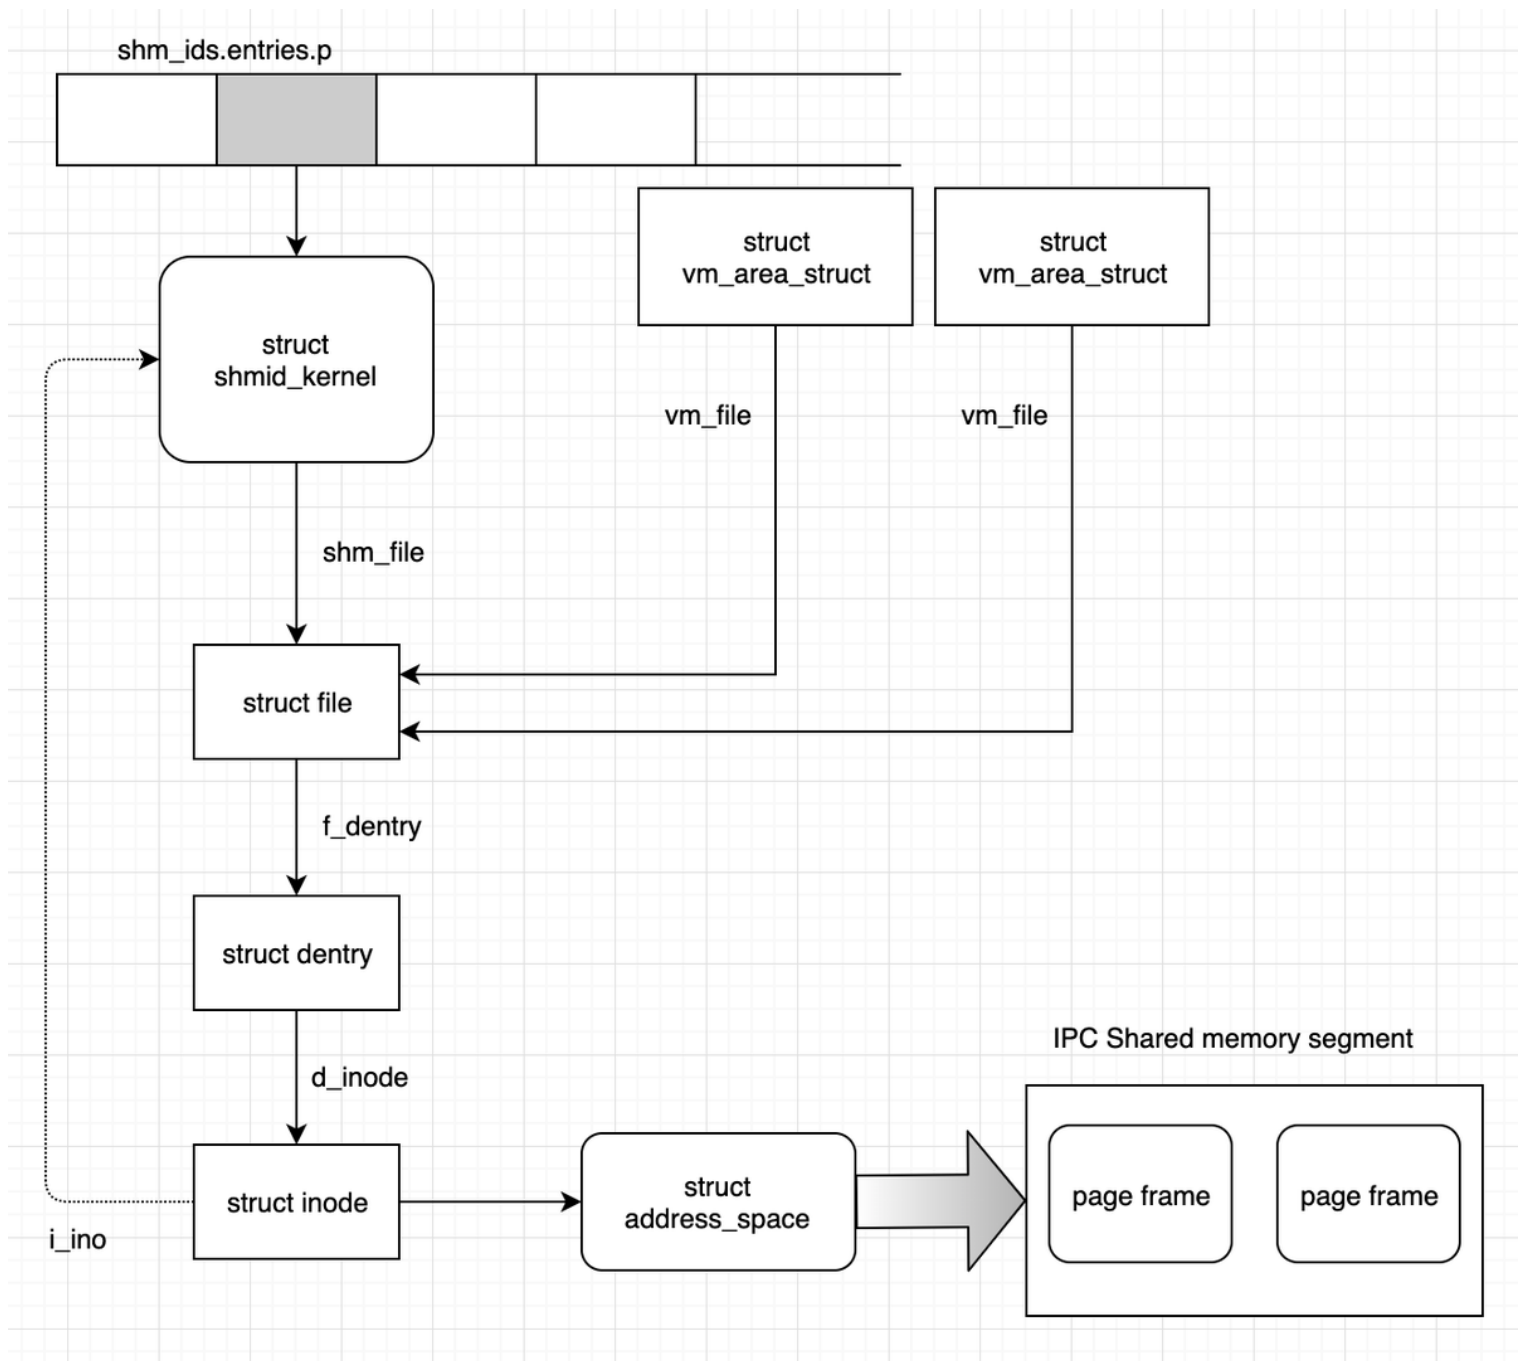 shm_ids.entries.p
struct
vm_area_struct
struct
vm_area_struct
struct
shmid_kernel
vm_file
vm_file
shm_file
struct file
f_dentry
struct dentry
IPC Shared memory segment
d_inode
struct inode
struct
address_space
page frame
page frame
i_ino